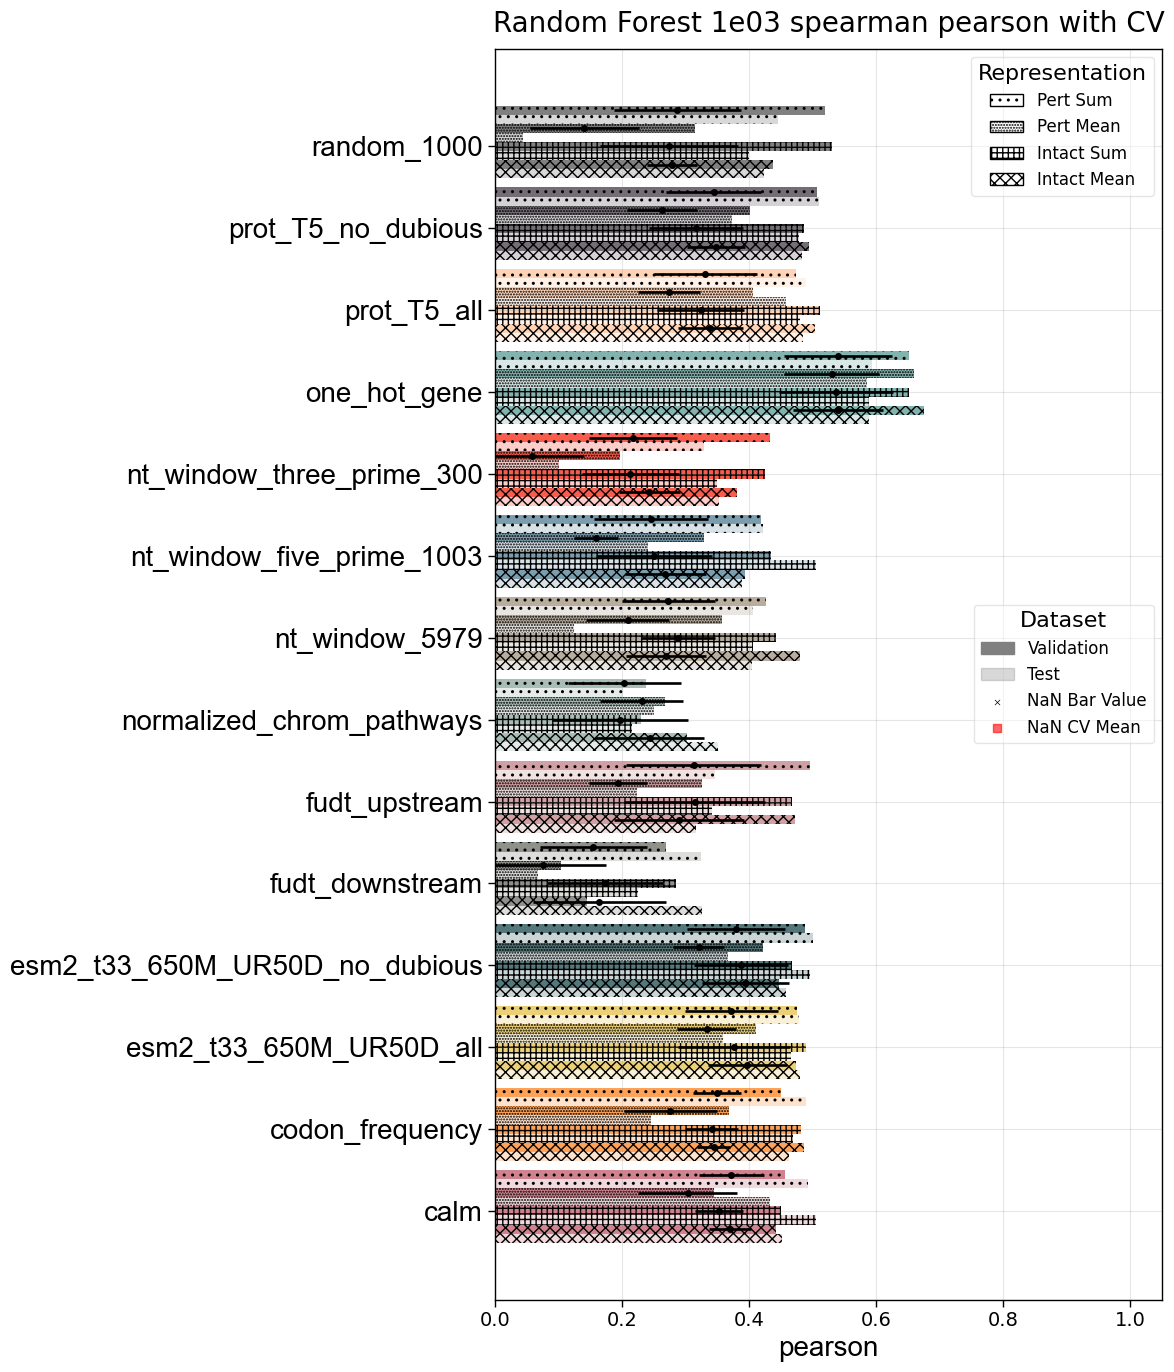 Random Forest 1e03 spearman pearson with CV
Representation
Pert Sum
Pert Mean
Intact Sum
Intact Mean
random_1000
prot_T5_no_dubious
prot_T5_all
one_hot_gene
nt_window_three_prime_300
nt_window_five_prime_1003
nt_window_5979
normalized_chrom_pathways
fudt_upstream
fudt_downstream
esm2_t33_650M_UR50D_no_dubious
esm2_t33_650M_UR50D_all
codon_frequency
calm
Dataset
Validation
Test
NaN Bar Value
NaN CV Mean
0.0 0.2 0.4 0.6 0.8 1.0
pearson